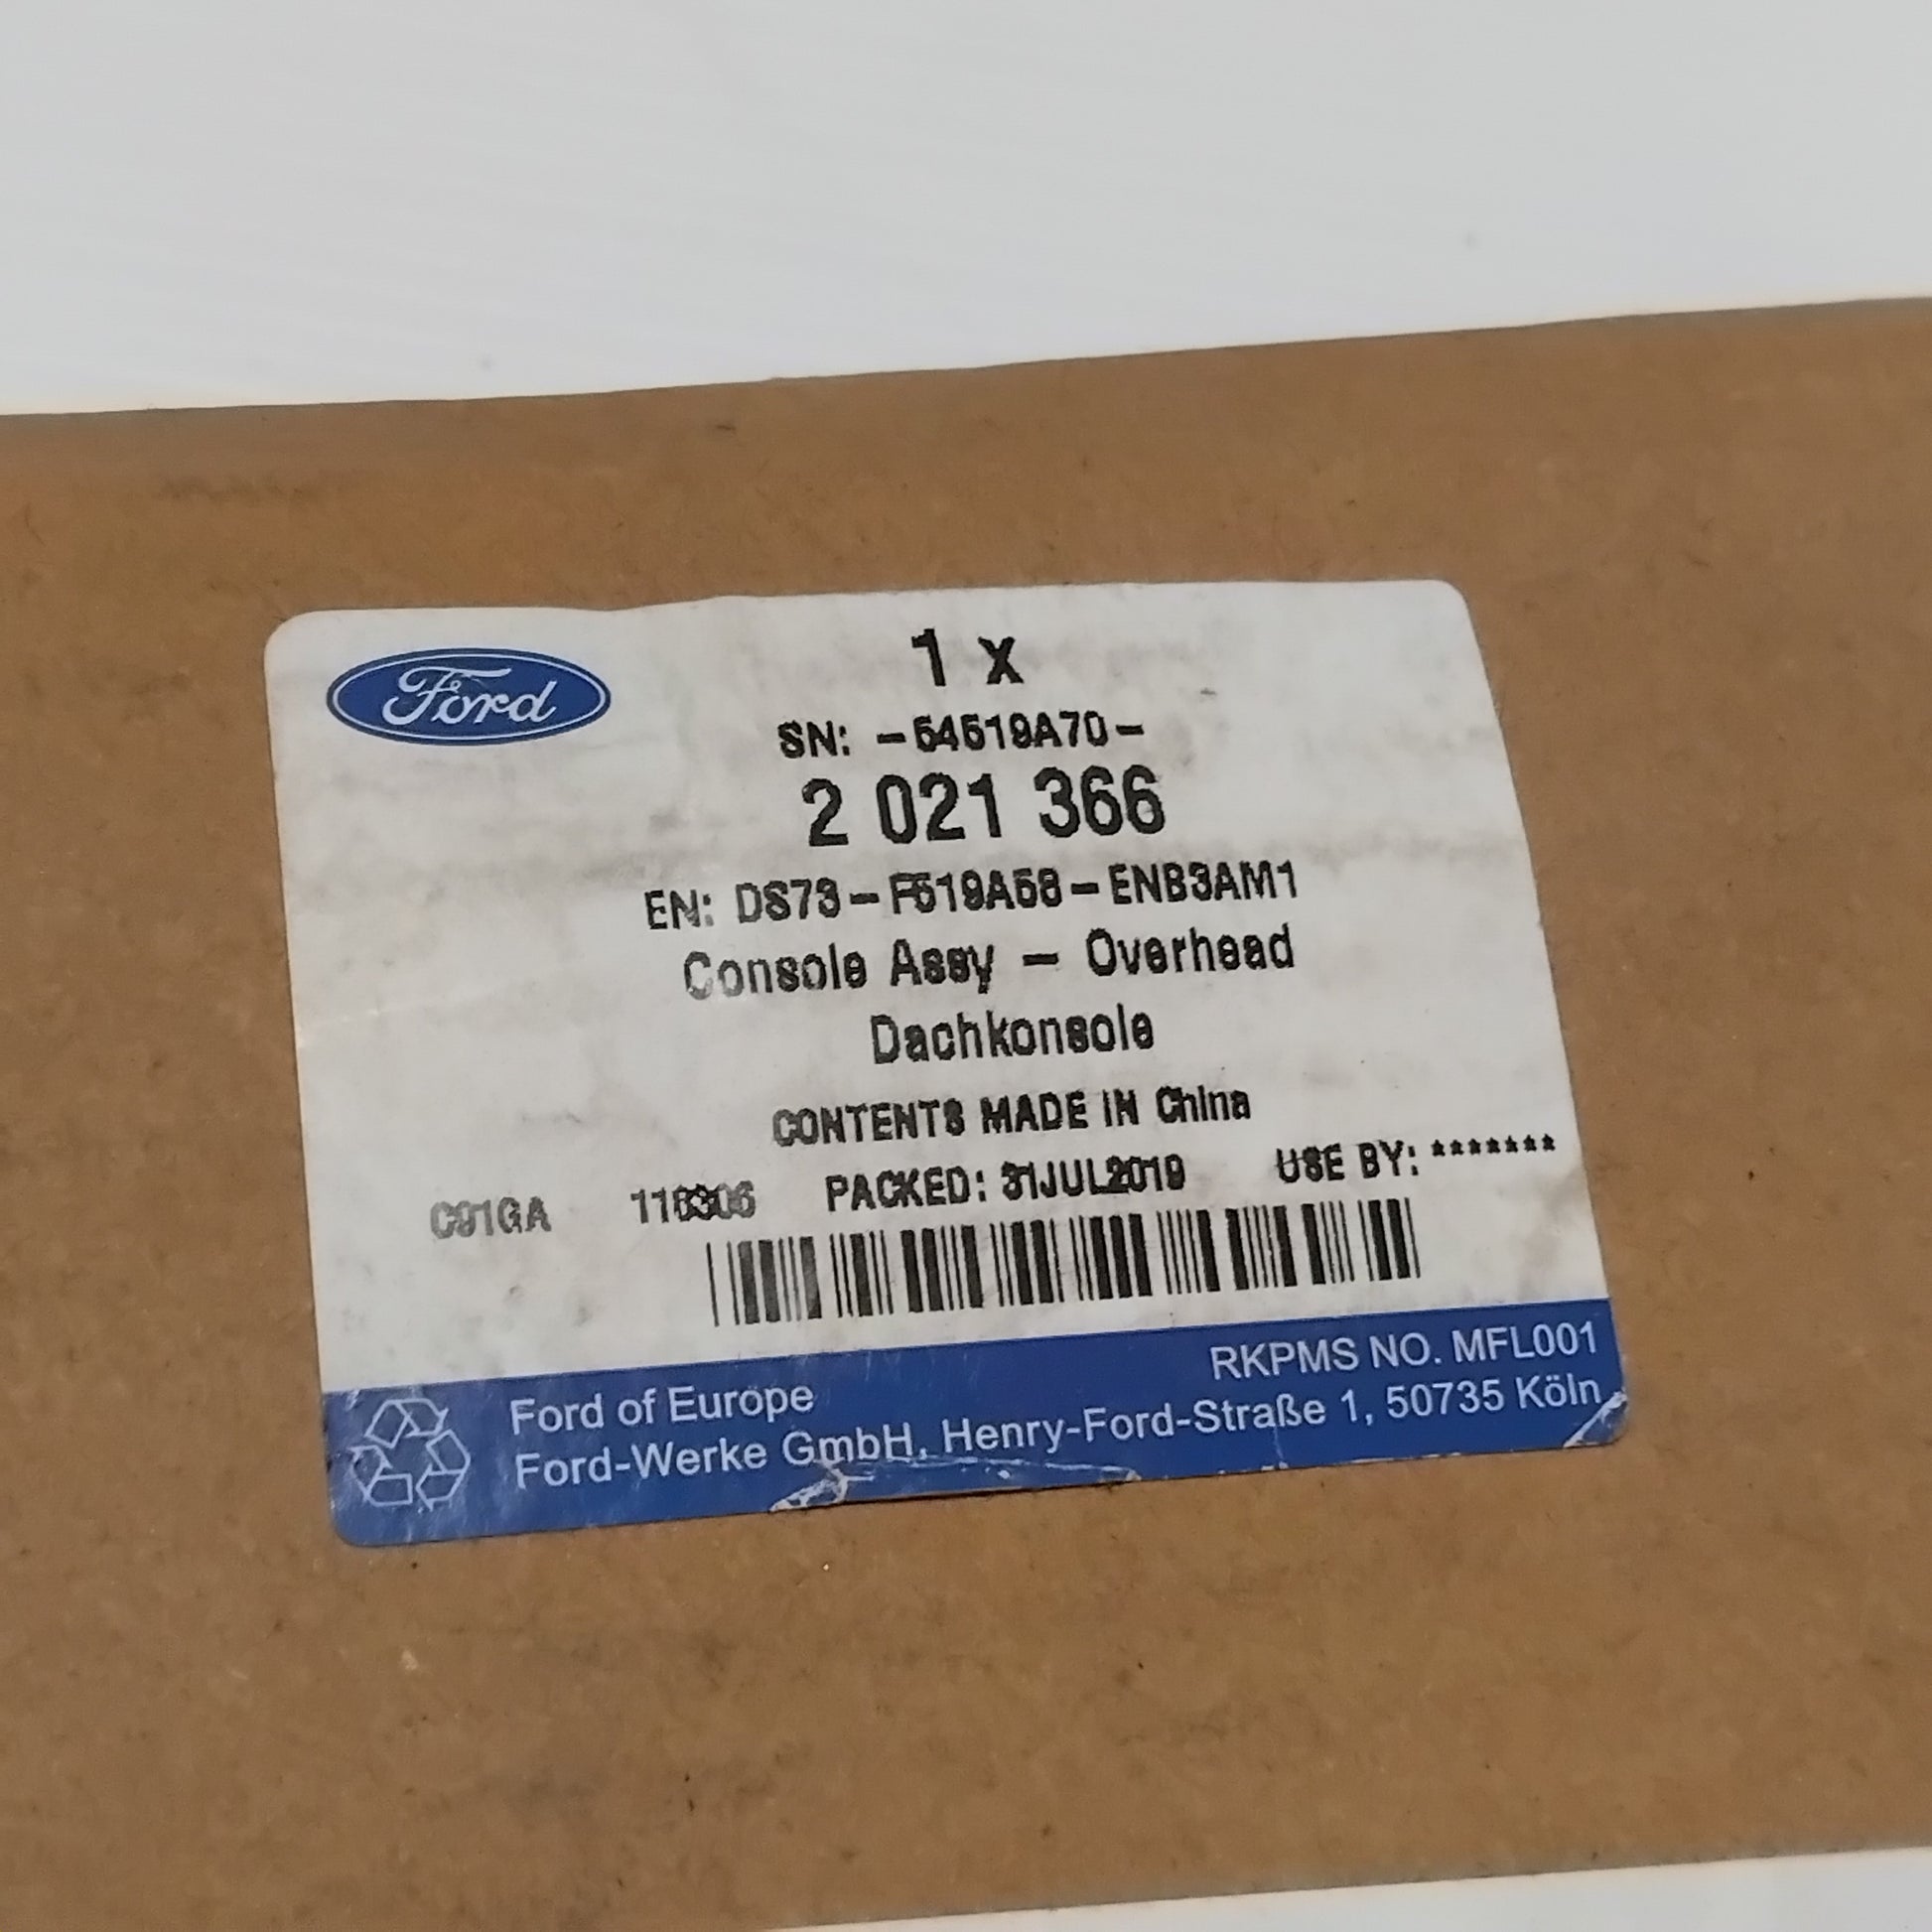 Ford
1 x
SN: -54519A70-
2 021 366
EN: DS73-F519A58-ENB3AM1
Console Assy - Overhead
Dachkonsole
CONTENTS MADE IN China
C01GA PACKED: 31JUL2019 USE BY: *******
RKPMS NO. MFL001
Ford of Europe
Ford-Werke GmbH, Henry-Ford-Straße 1, 50735 Köln